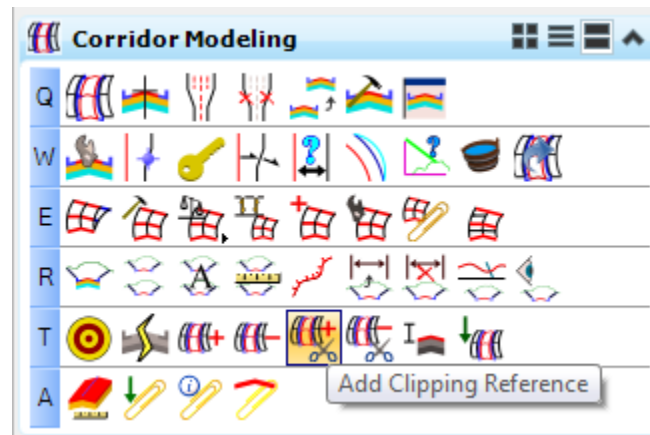 Corridor Modeling
Q
W
E
R
A
T
Add Clipping Reference
A